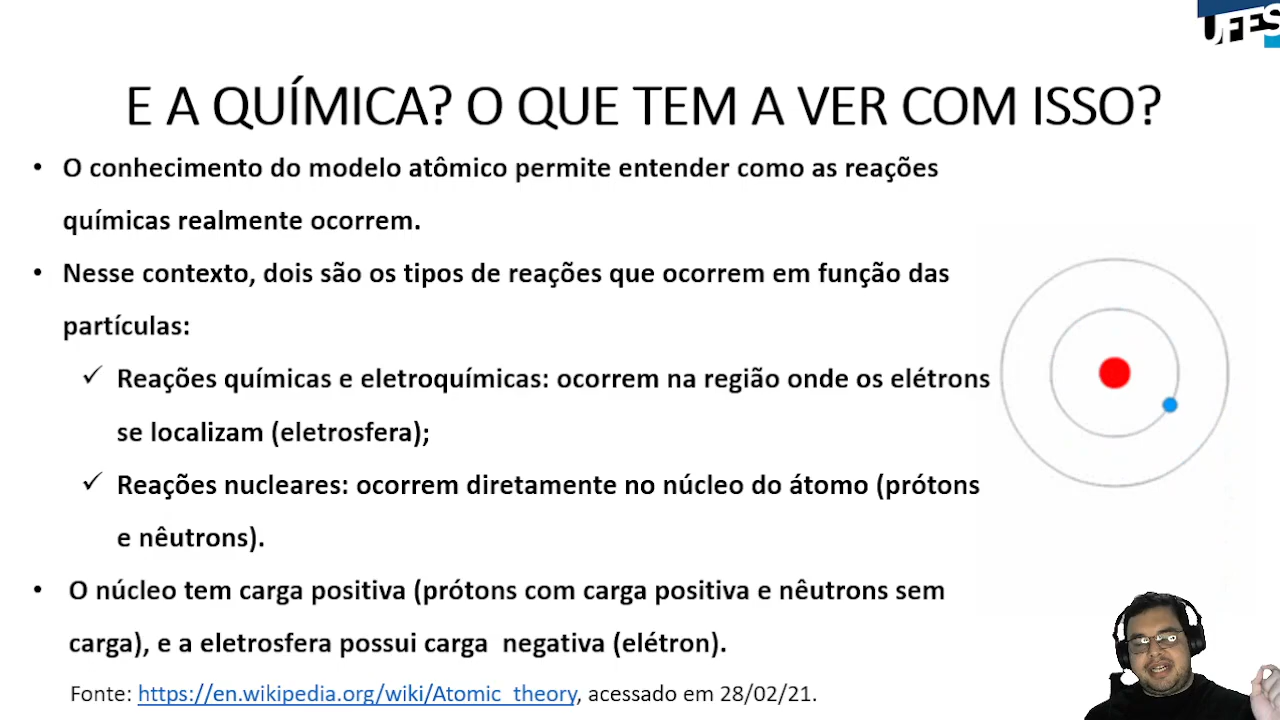 UFES
E A QUÍMICA? O QUE TEM A VER COM ISSO?
• O conhecimento do modelo atômico permite entender como as reações
químicas realmente ocorrem.
• Nesse contexto, dois são os tipos de reações que ocorrem em função das
partículas:
✓ Reações químicas e eletroquímicas: ocorrem na região onde os elétrons
se localizam (eletrosfera);
✓ Reações nucleares: ocorrem diretamente no núcleo do átomo (prótons
e nêutrons).
• O núcleo tem carga positiva (prótons com carga positiva e nêutrons sem
carga), e a eletrosfera possui carga negativa (elétron).
Fonte: https://en.wikipedia.org/wiki/Atomic_theory, acessado em 28/02/21.